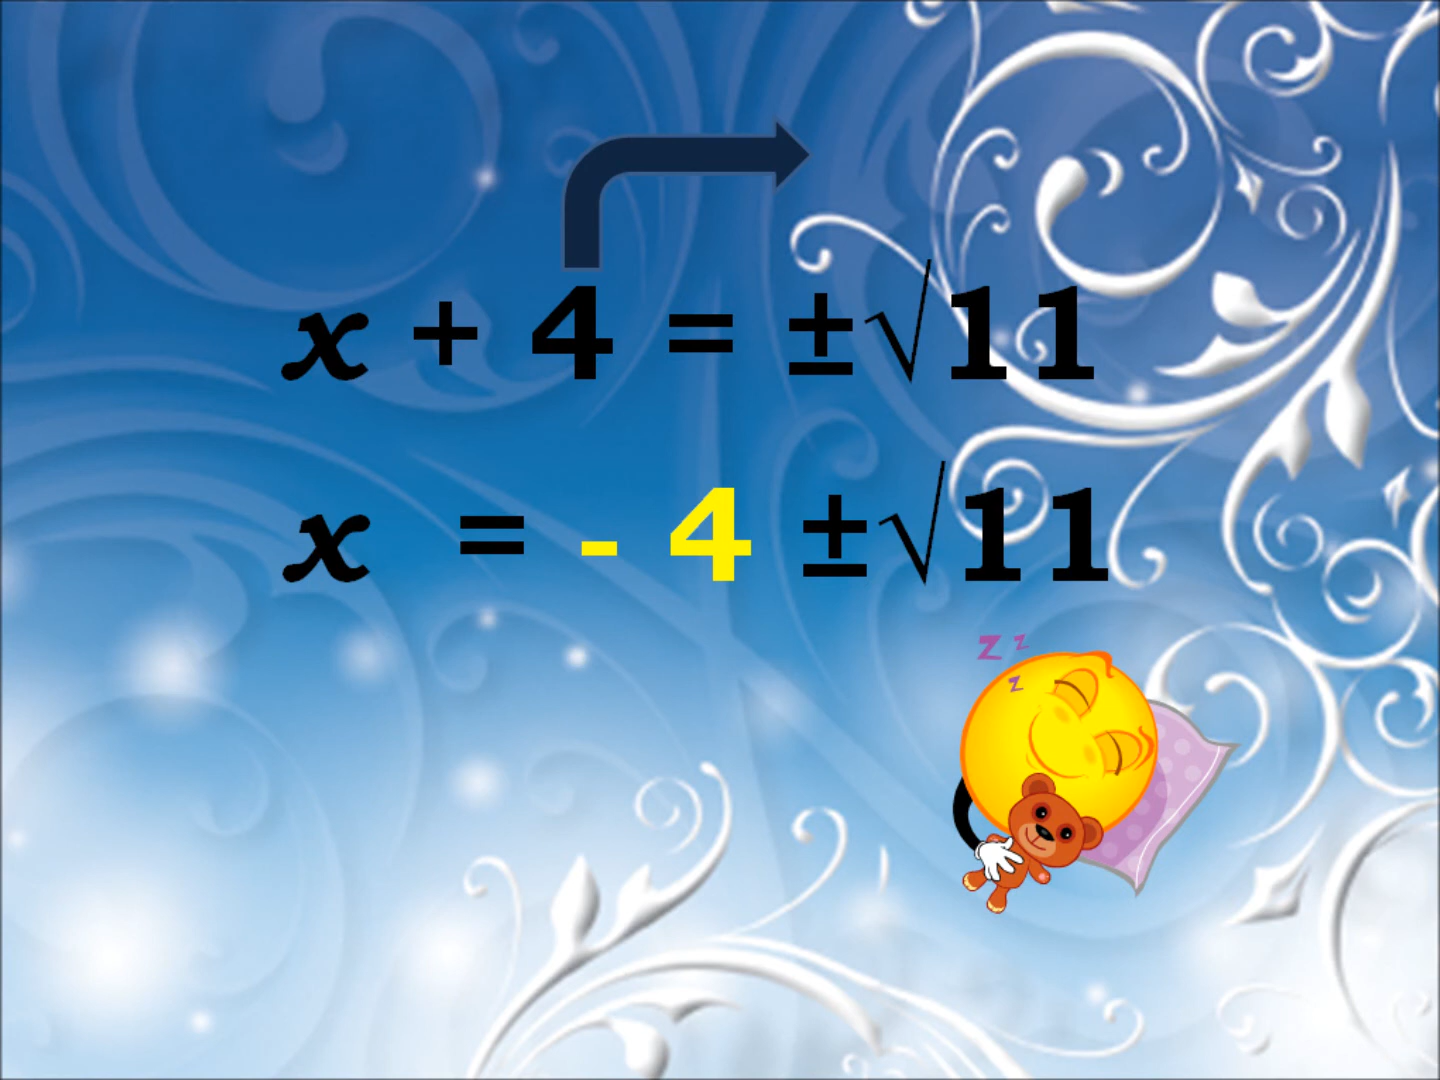 x + 4 = ±√11
x = - 4 ±√11
z z
z